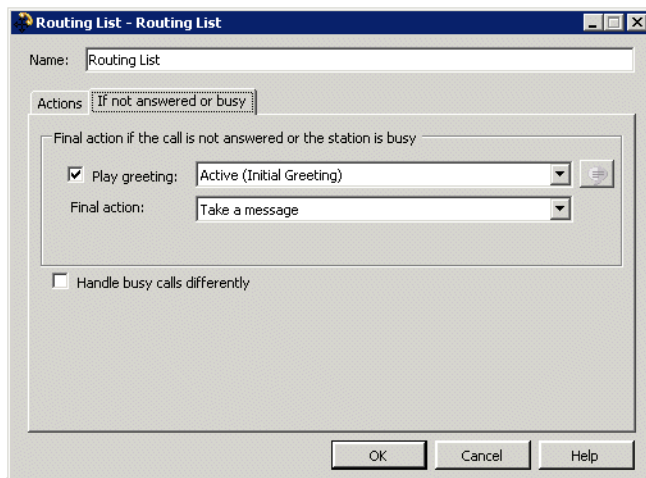 Routing List - Routing List
Name: Routing List
Actions If not answered or busy
Final action if the call is not answered or the station is busy
Play greeting: Active (Initial Greeting)
Final action: Take a message
Handle busy calls differently
OK Cancel Help